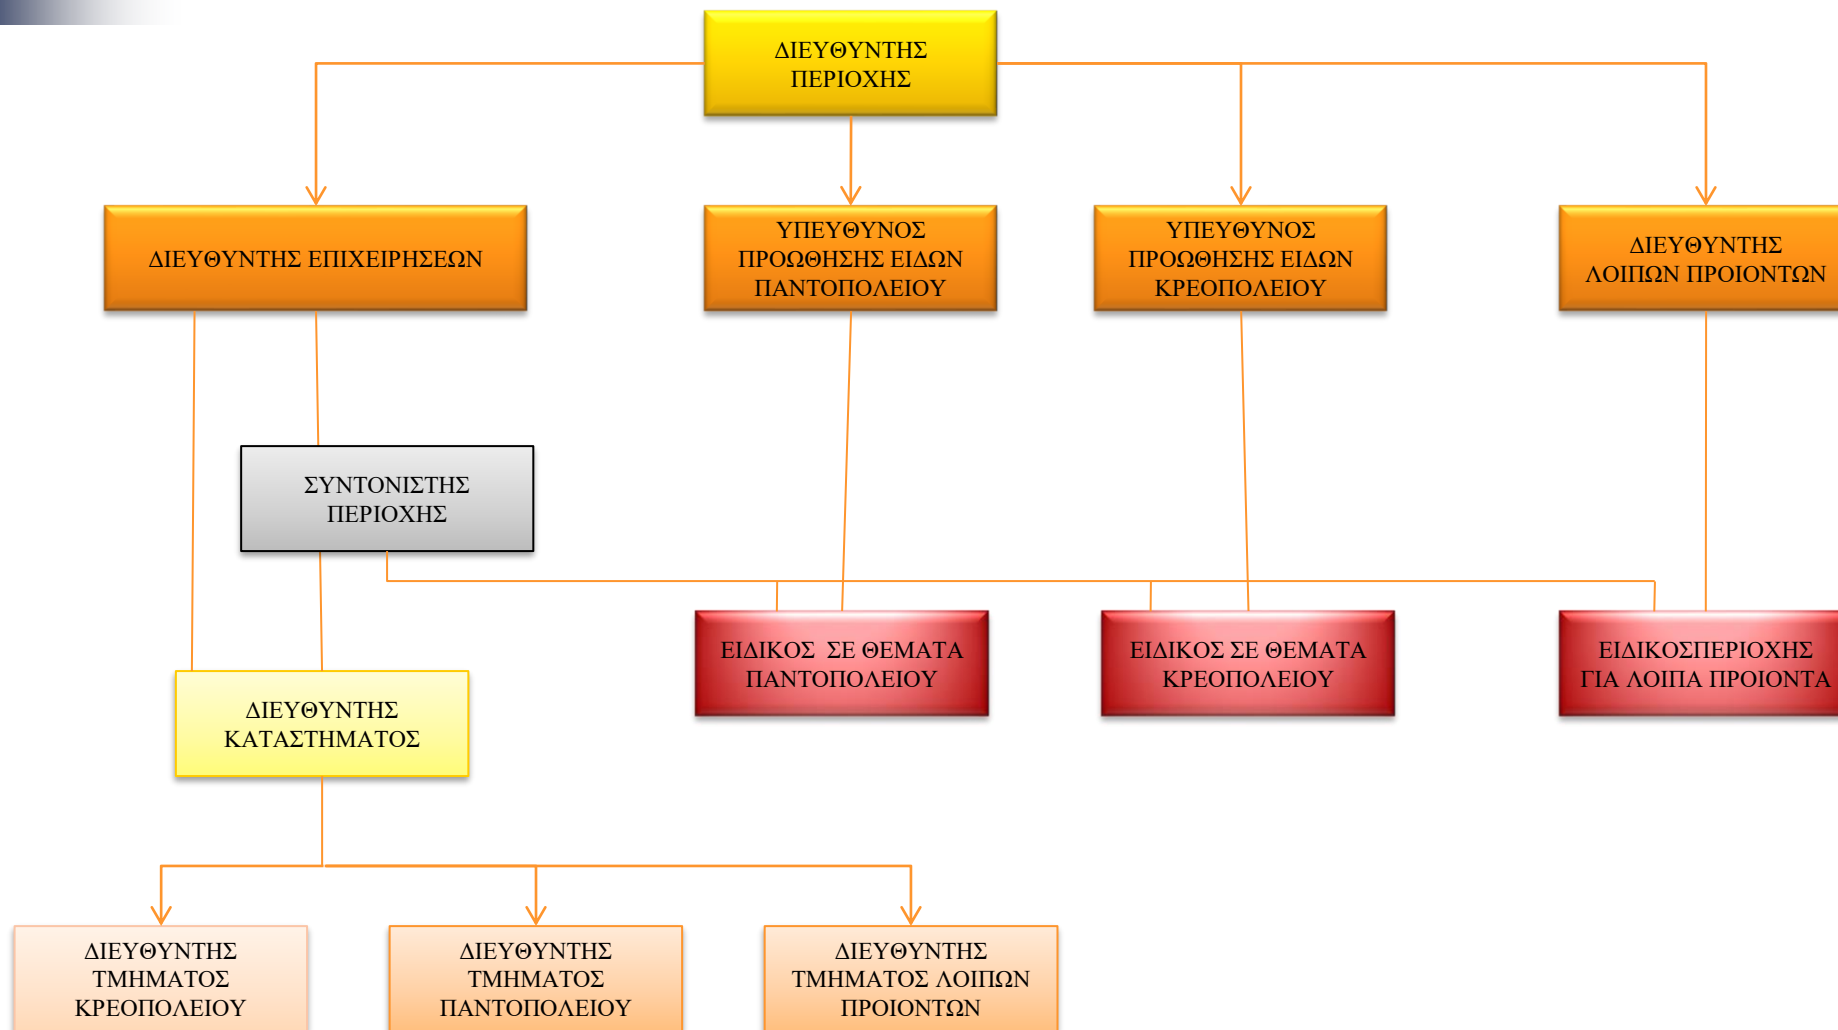 ΔΙΕΥΘΥΝΤΗΣ
ΠΕΡΙΟΧΗΣ
ΔΙΕΥΘΥΝΤΗΣ ΕΠΙΧΕΙΡΗΣΕΩΝ
ΥΠΕΥΘΥΝΟΣ
ΠΡΟΩΘΗΣΗΣ ΕΙΔΩΝ
ΠΑΝΤΟΠΟΛΕΙΟΥ
ΥΠΕΥΘΥΝΟΣ
ΠΡΟΩΘΗΣΗΣ ΕΙΔΩΝ
ΚΡΕΟΠΟΛΕΙΟΥ
ΔΙΕΥΘΥΝΤΗΣ
ΛΟΙΠΩΝ ΠΡΟΙΟΝΤΩΝ
ΣΥΝΤΟΝΙΣΤΗΣ
ΠΕΡΙΟΧΗΣ
ΕΙΔΙΚΟΣ ΣΕ ΘΕΜΑΤΑ
ΠΑΝΤΟΠΟΛΕΙΟΥ
ΕΙΔΙΚΟΣ ΣΕ ΘΕΜΑΤΑ
ΚΡΕΟΠΟΛΕΙΟΥ
ΕΙΔΙΚΟΣΠΕΡΙΟΧΗΣ
ΓΙΑ ΛΟΙΠΑ ΠΡΟΙΟΝΤΑ
ΔΙΕΥΘΥΝΤΗΣ
ΚΑΤΑΣΤΗΜΑΤΟΣ
ΔΙΕΥΘΥΝΤΗΣ
ΤΜΗΜΑΤΟΣ
ΚΡΕΟΠΟΛΕΙΟΥ
ΔΙΕΥΘΥΝΤΗΣ
ΤΜΗΜΑΤΟΣ
ΠΑΝΤΟΠΟΛΕΙΟΥ
ΔΙΕΥΘΥΝΤΗΣ
ΤΜΗΜΑΤΟΣ ΛΟΙΠΩΝ
ΠΡΟΙΟΝΤΩΝ